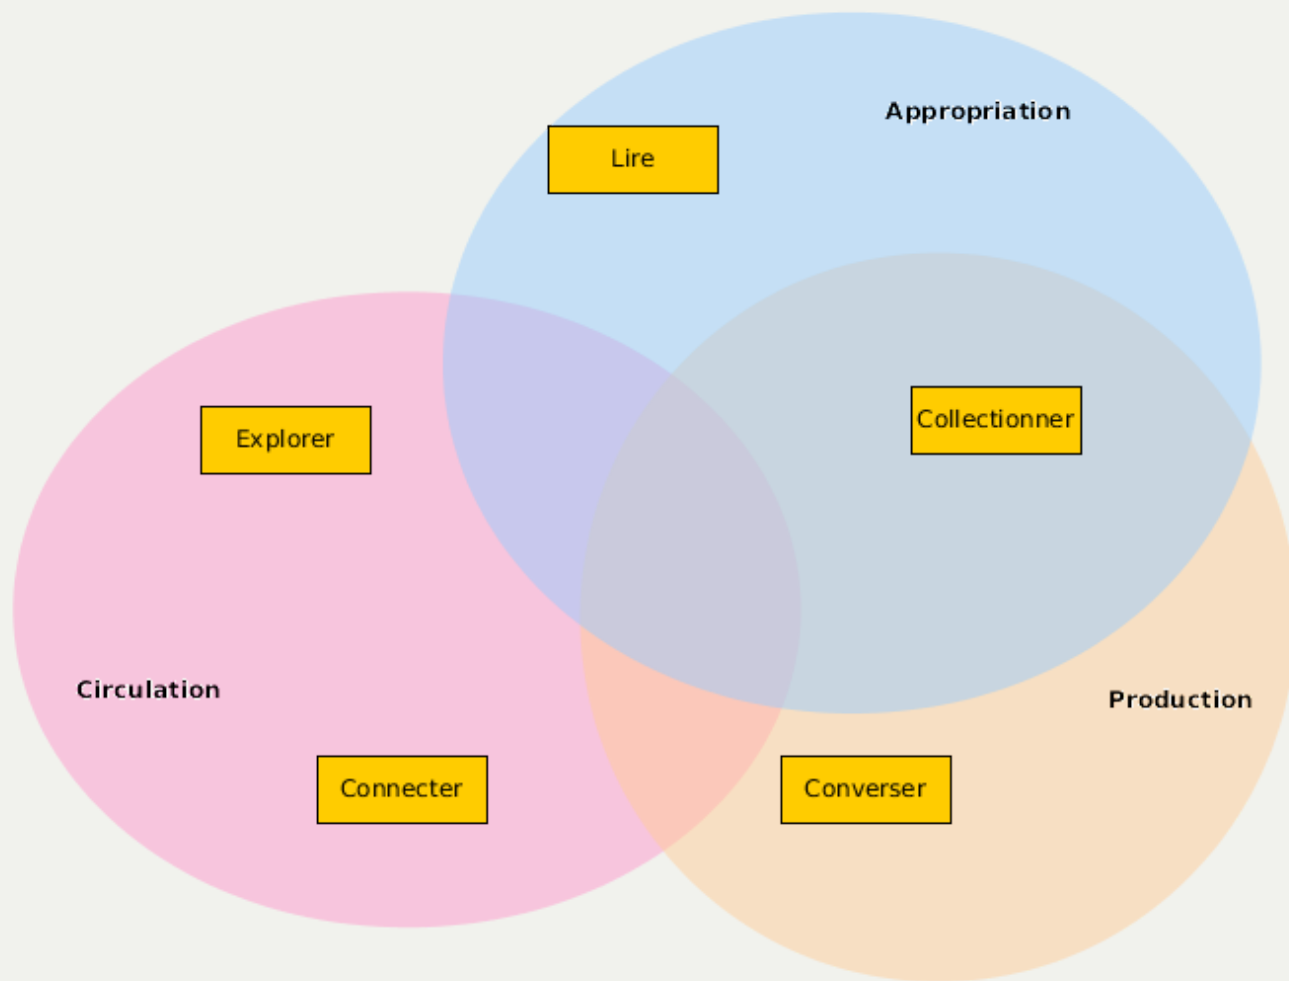 Appropriation
Lire
Explorer
Collectionner
Circulation
Production
Connecter
Converser